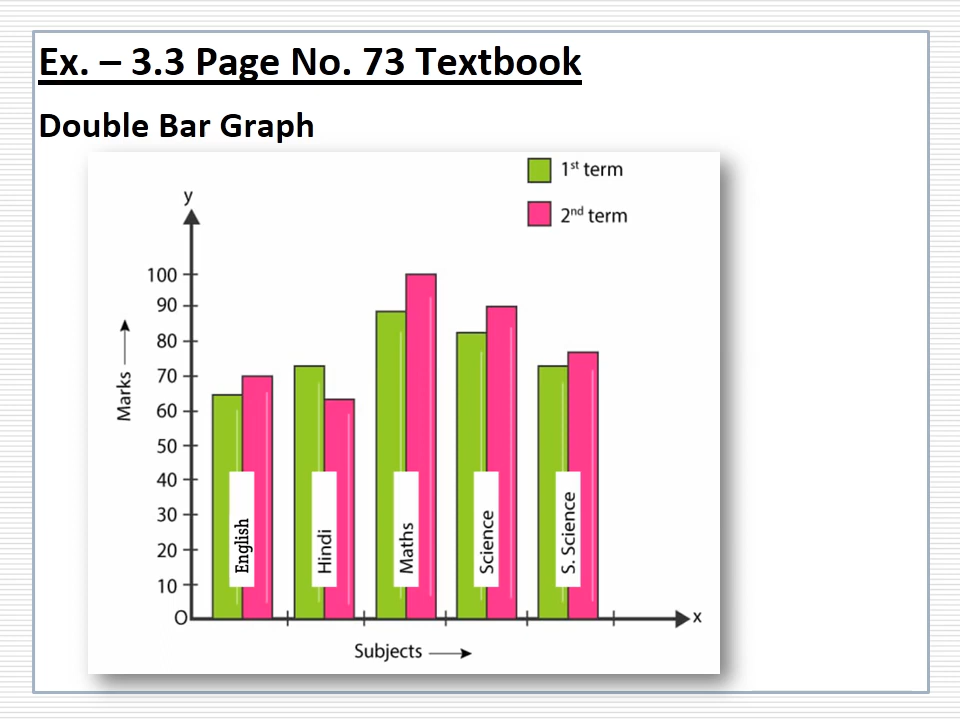 Ex. – 3.3 Page No. 73 Textbook
Double Bar Graph
1st term
2nd term
y
100
90
80
70
60
50
40
30
20
10
O
Marks
English
Hindi
Maths
Science
S. Science
x
Subjects